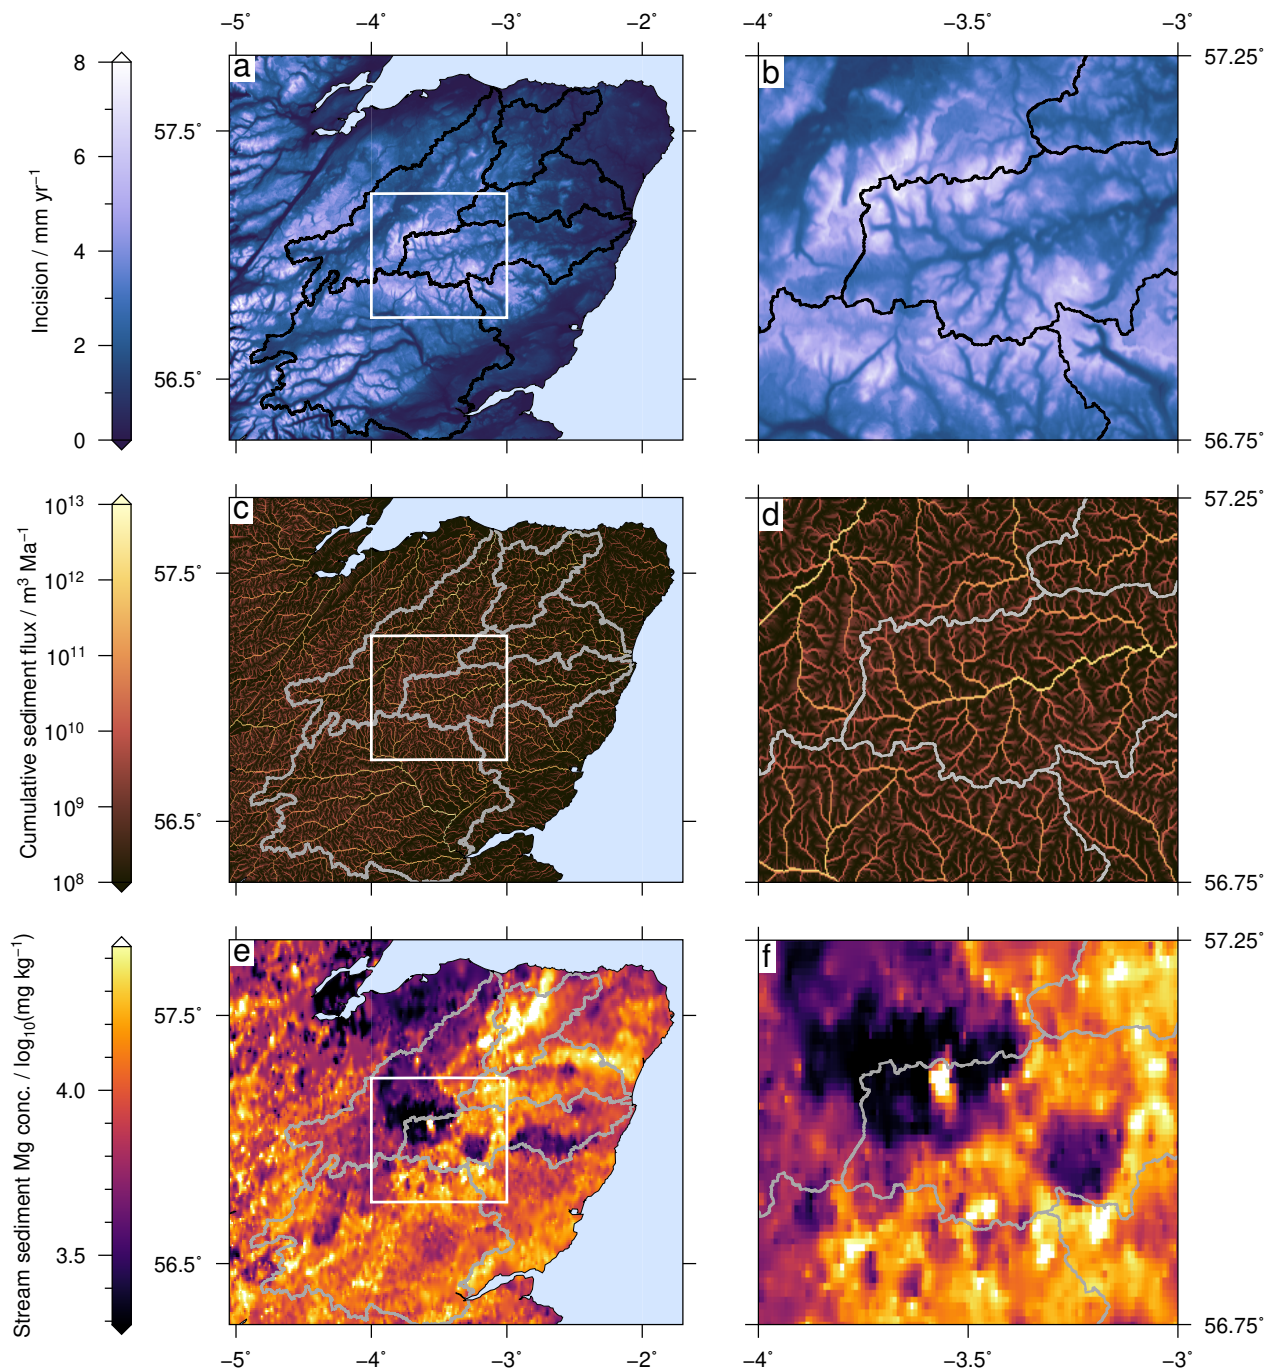 −5˚ −4˚ −3˚ −2˚
−4 −3.5˚ −3˚
a
b
8
6
4
2
0
Incision / mm yr⁻¹
57.5˚
56.5˚
57.25˚
56.75˚
c
d
10¹³
10¹²
10¹¹
10¹⁰
10⁹
10⁸
Cumulative sediment flux / m³ Ma⁻¹
57.5˚
56.5˚
57.25˚
56.75˚
e
f
4.0
3.5
Stream sediment Mg conc. / log₁₀(mg kg⁻¹)
57.5˚
56.5˚
57.25˚
56.75˚
−5˚ −4˚ −3˚ −2˚
−4˚ −3.5˚ −3˚